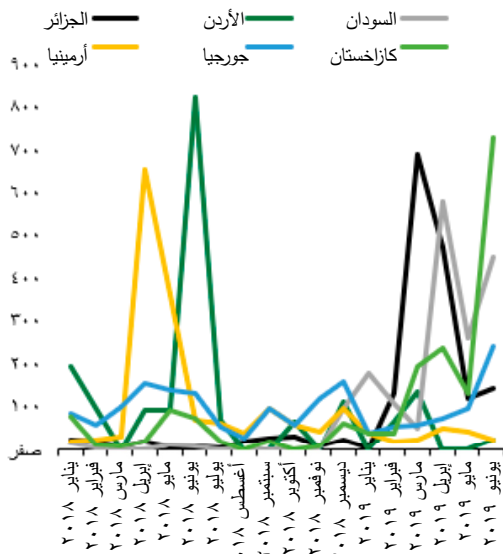 الجزائر الأردن السودان
أرمينيا جورجيا كازاخستان
٩٠٠
٨٠٠
٧٠٠
٦٠٠
٥٠٠
٤٠٠
٣٠٠
٢٠٠
١٠٠
صفر
يناير ٢٠١٨
فبراير ٢٠١٨
مارس ٢٠١٨
إبريل ٢٠١٨
مايو ٢٠١٨
يونيو ٢٠١٨
يوليو ٢٠١٨
أغسطس ٢٠١٨
سبتمبر ٢٠١٨
أكتوبر ٢٠١٨
نوفمبر ٢٠١٨
ديسمبر ٢٠١٨
يناير ٢٠١٩
فبراير ٢٠١٩
مارس ٢٠١٩
إبريل ٢٠١٩
مايو ٢٠١٩
يونيو ٢٠١٩